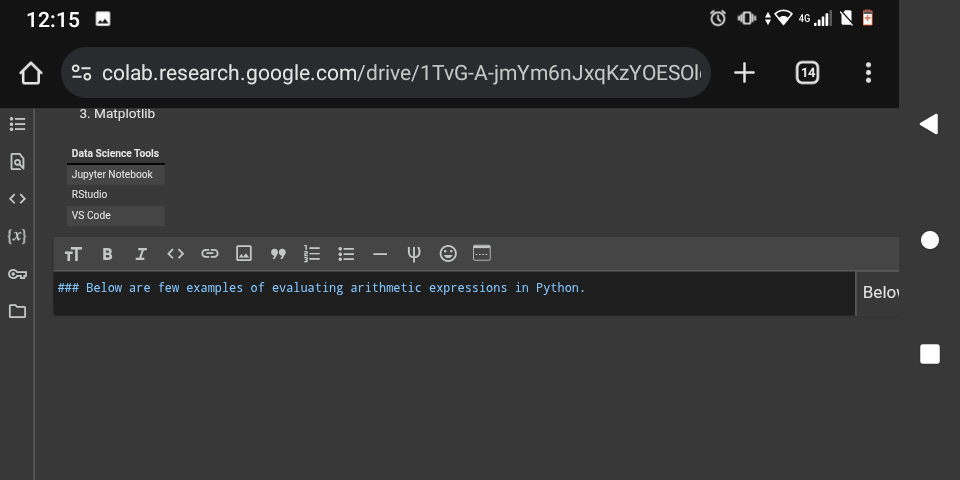 12:15
4G
colab.research.google.com/drive/1TvG-A-jmYm6nJxqKzYOESOl
14
3. Matplotlib
Data Science Tools
Jupyter Notebook
RStudio
VS Code
### Below are few examples of evaluating arithmetic expressions in Python.